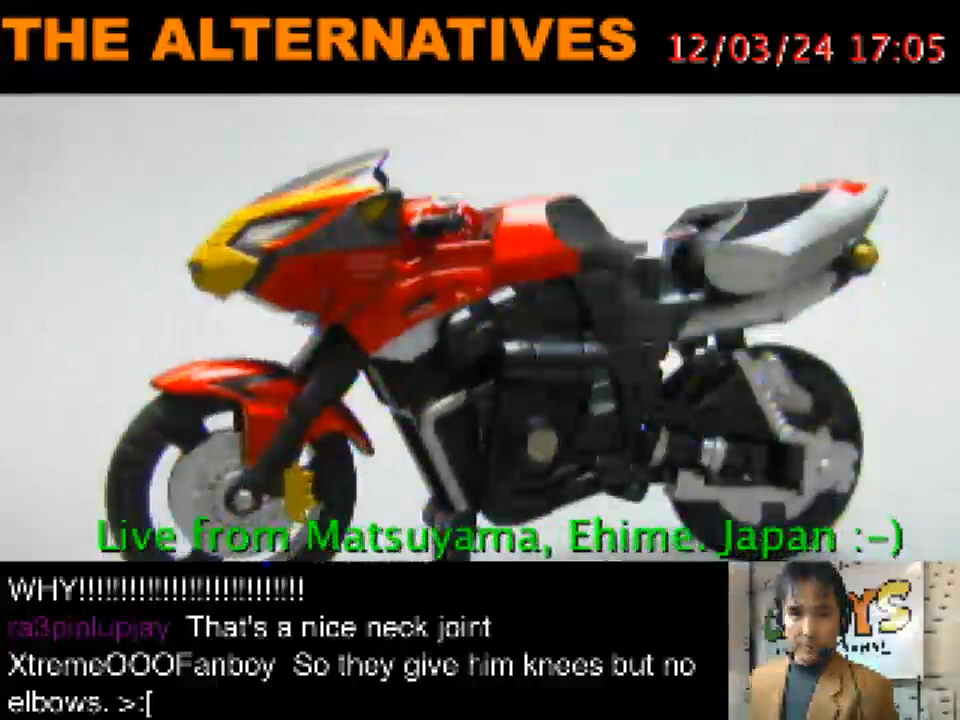 THE ALTERNATIVES
12/03/24 17:05
Live from Matsuyama, Ehime. Japan :-)
WHY!!!!!!!!!!!!!!!!!!!!!!!!!!!
ra3pinlupjay That's a nice neck joint
XtremeOOOFanboy So they give him knees but no
elbows. >:[